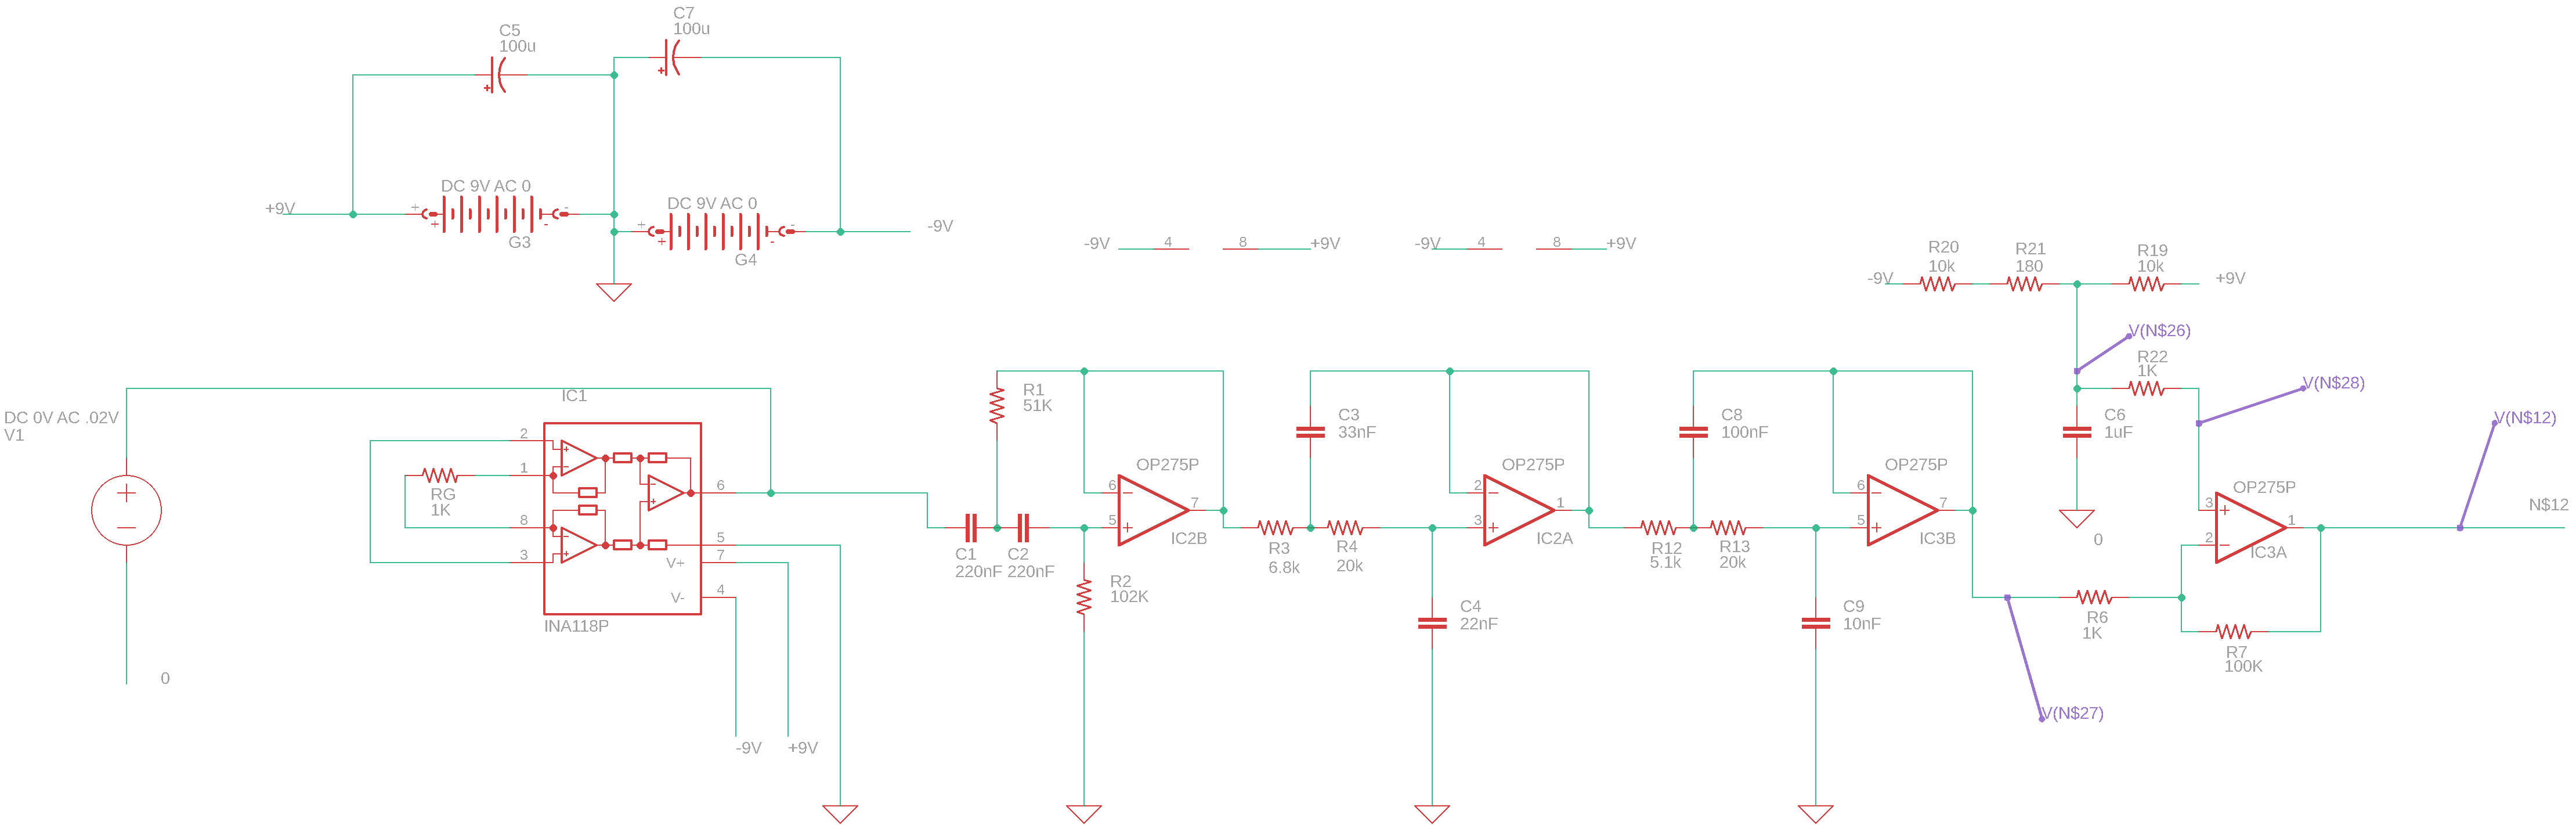 C5
100u
C7
100u
DC 9V AC 0
+9V
+
+
-
-
G3
DC 9V AC 0
+
+
-
-
G4
-9V
-9V
4
8
+9V
-9V
4
8
+9V
R20
10k
R21
180
R19
10k
-9V
+9V
V(N$26)
R22
1K
V(N$28)
V(N$12)
C6
1uF
0
DC 0V AC .02V
V1
0
IC1
2
1
8
3
RG
1K
6
5
7
4
V+
V-
INA118P
-9V
+9V
C1
220nF
C2
220nF
R1
51K
R2
102K
OP275P
6
5
7
IC2B
C3
33nF
R3
6.8k
R4
20k
C4
22nF
OP275P
2
3
1
IC2A
C8
100nF
R12
5.1k
R13
20k
C9
10nF
OP275P
6
5
7
IC3B
V(N$27)
R6
1K
R7
100K
OP275P
3
2
1
IC3A
N$12